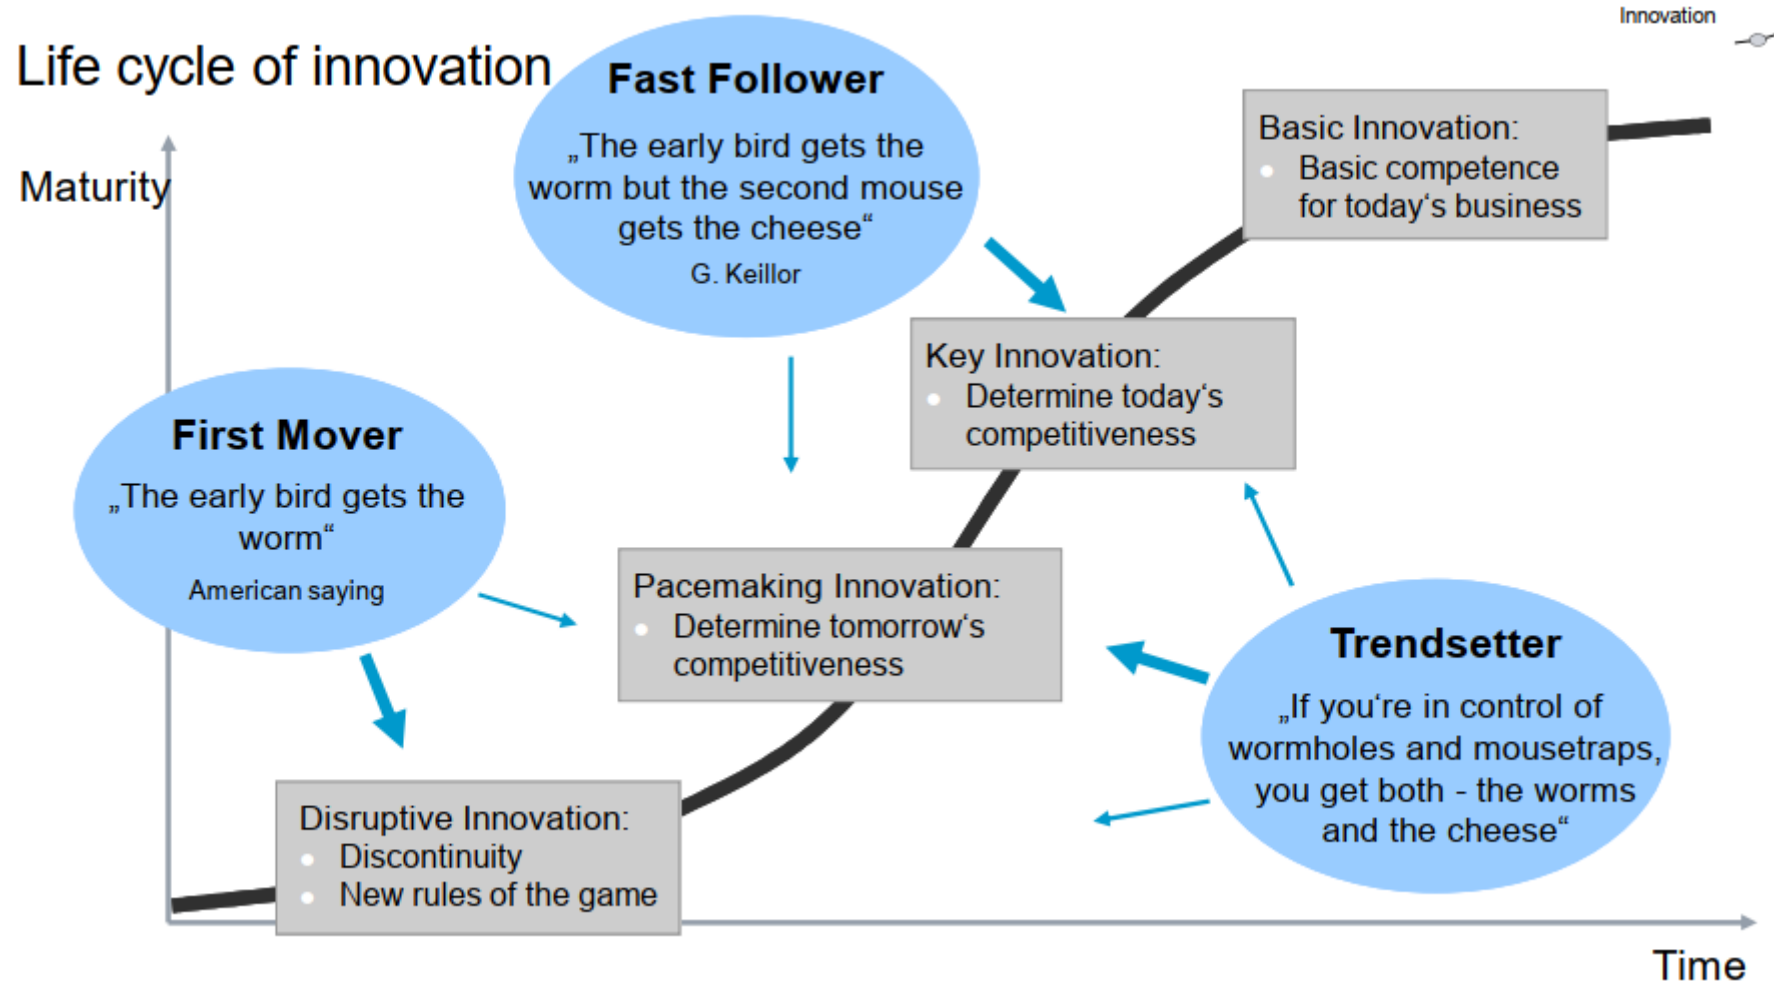 Innovation
Life cycle of innovation
Maturity
Fast Follower
„The early bird gets the
worm but the second mouse
gets the cheese“
G. Keillor
Basic Innovation:
Basic competence
for today‘s business
Key Innovation:
Determine today‘s
competitiveness
First Mover
„The early bird gets the
worm“
American saying
Pacemaking Innovation:
Determine tomorrow‘s
competitiveness
Trendsetter
„If you‘re in control of
wormholes and mousetraps,
you get both - the worms
and the cheese“
Disruptive Innovation:
Discontinuity
New rules of the game
Time